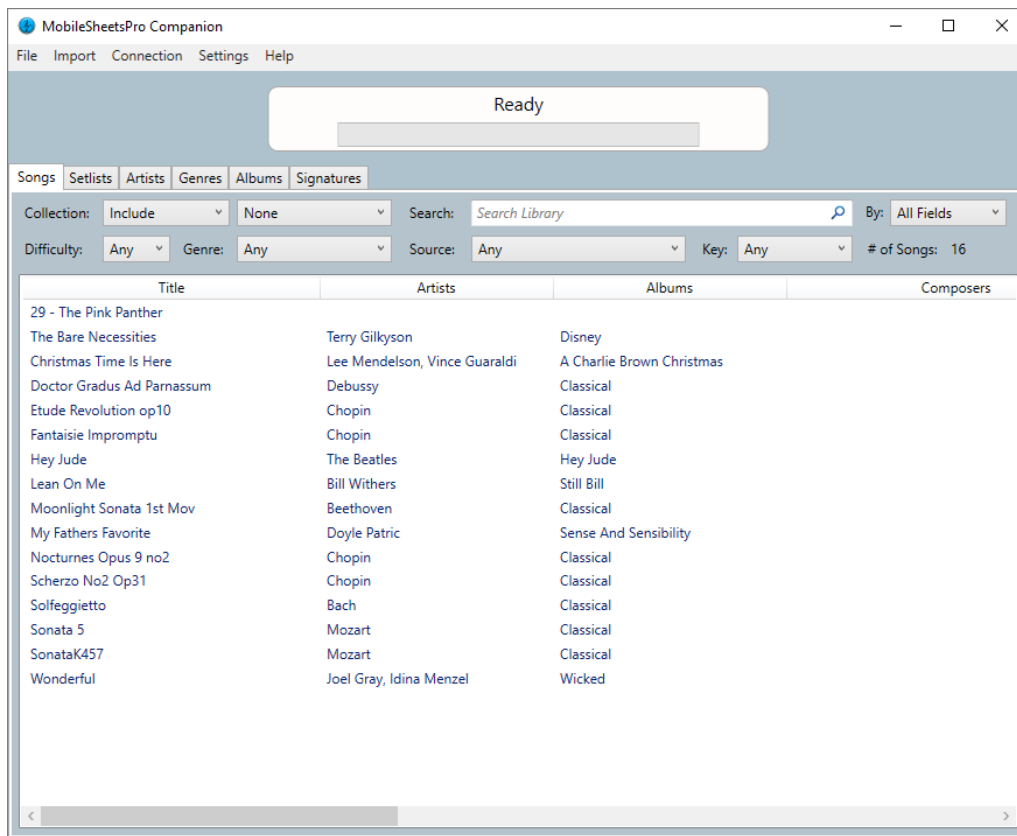 MobileSheetsPro Companion
File Import Connection Settings Help
Ready
Songs Setlists Artists Genres Albums Signatures
Collection: Include None Search: Search Library By: All Fields
Difficulty: Any Genre: Any Source: Any Key: Any # of Songs: 16
Title Artists Albums Composers
29 - The Pink Panther
The Bare Necessities Terry Gilkyson Disney
Christmas Time Is Here Lee Mendelson, Vince Guaraldi A Charlie Brown Christmas
Doctor Gradus Ad Parnassum Debussy Classical
Etude Revolution op10 Chopin Classical
Fantaisie Impromptu Chopin Classical
Hey Jude The Beatles Hey Jude
Lean On Me Bill Withers Still Bill
Moonlight Sonata 1st Mov Beethoven Classical
My Fathers Favorite Doyle Patric Sense And Sensibility
Nocturnes Opus 9 no2 Chopin Classical
Scherzo No2 Op31 Chopin Classical
Solfeggietto Bach Classical
Sonata 5 Mozart Classical
SonataK457 Mozart Classical
Wonderful Joel Gray, Idina Menzel Wicked